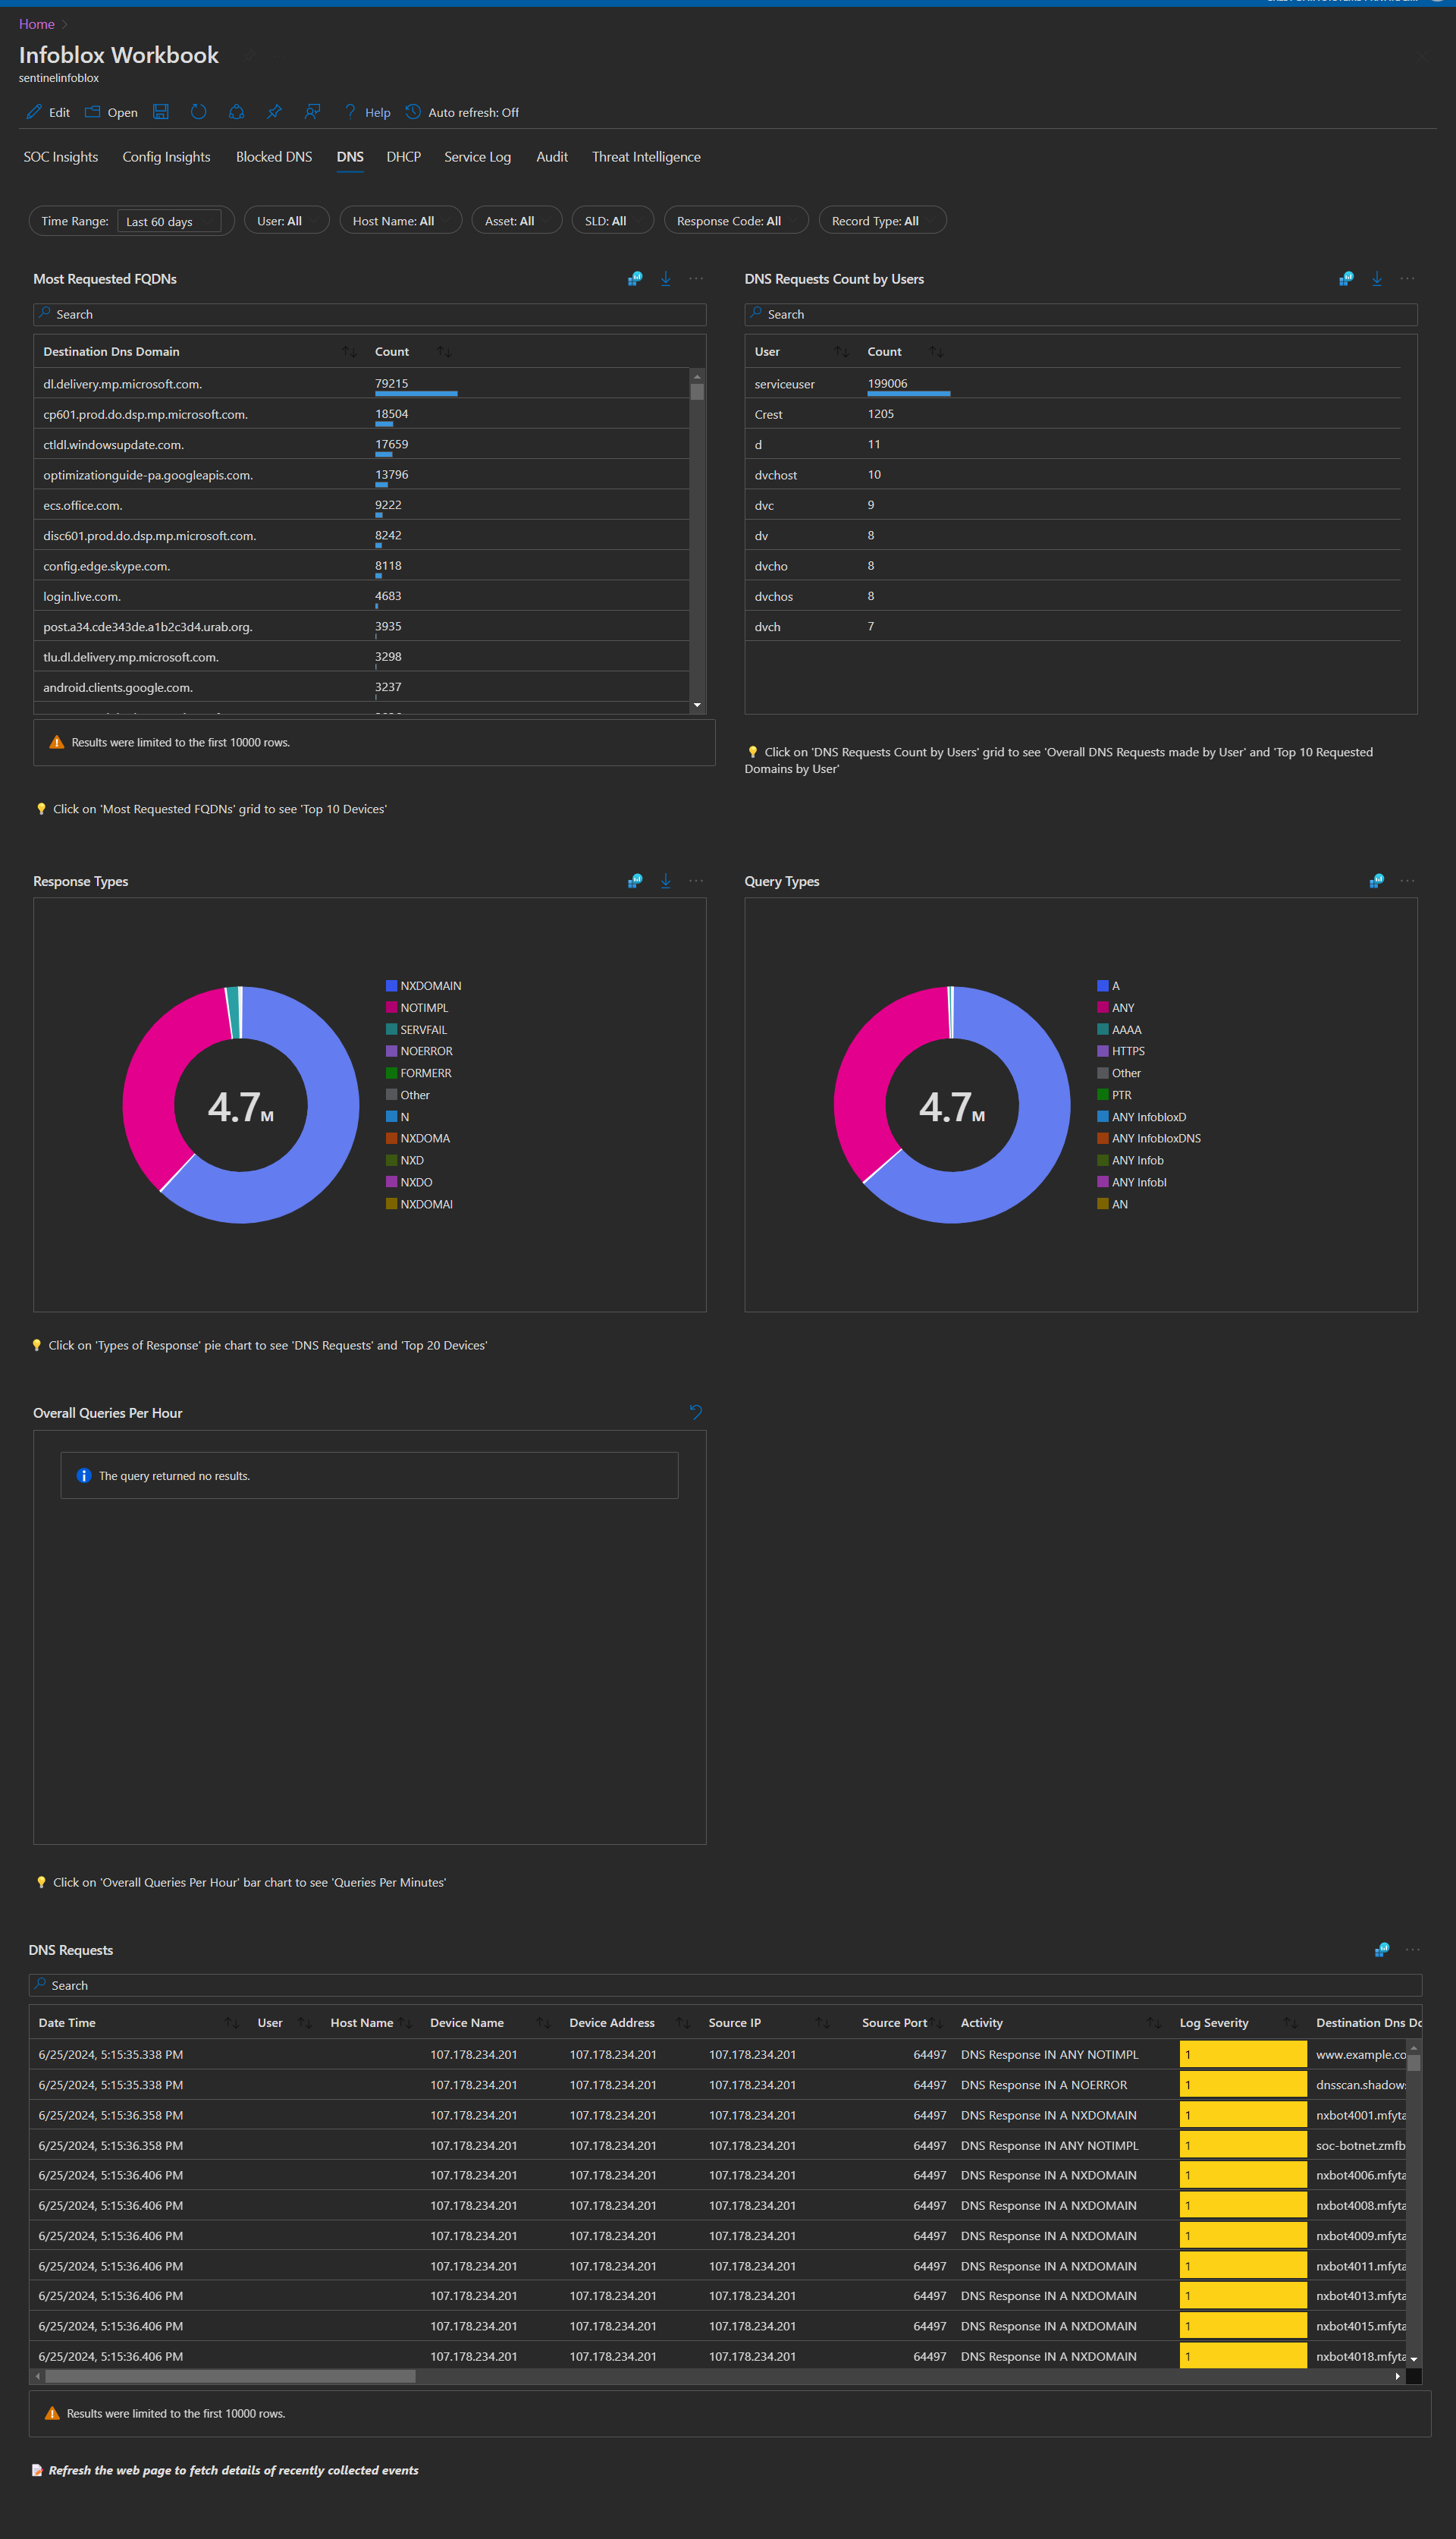 Home
Infoblox Workbook
sentinelinfoblox
Edit Open Help Auto refresh: Off
SOC Insights Config Insights Blocked DNS DNS DHCP Service Log Audit Threat Intelligence
Time Range: Last 60 days User: All Host Name: All Asset: All SLD: All Response Code: All Record Type: All
Most Requested FQDNs
Search
Destination Dns Domain Count
dl.delivery.mp.microsoft.com. 79215
cp601.prod.do.dsp.mp.microsoft.com. 18504
ctldl.windowsupdate.com. 17659
optimizationguide-pa.googleapis.com. 13796
ecs.office.com. 9222
disc601.prod.do.dsp.mp.microsoft.com. 8242
config.edge.skype.com. 8118
login.live.com. 4683
post.a34.cde343de.a1b2c3d4.urab.org. 3935
tlu.dl.delivery.mp.microsoft.com. 3298
android.clients.google.com. 3237
Results were limited to the first 10000 rows.
💡 Click on 'Most Requested FQDNs' grid to see 'Top 10 Devices'
DNS Requests Count by Users
Search
User Count
serviceuser 199006
Crest 1205
d 11
dvchost 10
dvc 9
dv 8
dvcho 8
dvchos 8
dvch 7
💡 Click on 'DNS Requests Count by Users' grid to see 'Overall DNS Requests made by User' and 'Top 10 Requested
Domains by User'
Response Types
4.7M
NXDOMAIN
NOTIMPL
SERVFAIL
NOERROR
FORMERR
Other
N
NXDOMA
NXD
NXDO
NXDOMAI
Query Types
4.7M
A
ANY
AAAA
HTTPS
Other
PTR
ANY InfobloxD
ANY InfobloxDNS
ANY Infob
ANY Infobl
AN
💡 Click on 'Types of Response' pie chart to see 'DNS Requests' and 'Top 20 Devices'
Overall Queries Per Hour
The query returned no results.
💡 Click on 'Overall Queries Per Hour' bar chart to see 'Queries Per Minutes'
DNS Requests
Search
Date Time User Host Name Device Name Device Address Source IP Source Port Activity Log Severity Destination Dns Do
6/25/2024, 5:15:35.338 PM 107.178.234.201 107.178.234.201 107.178.234.201 64497 DNS Response IN ANY NOTIMPL 1 www.example.co
6/25/2024, 5:15:35.338 PM 107.178.234.201 107.178.234.201 107.178.234.201 64497 DNS Response IN A NOERROR 1 dnsscan.shadows
6/25/2024, 5:15:36.358 PM 107.178.234.201 107.178.234.201 107.178.234.201 64497 DNS Response IN A NXDOMAIN 1 nxbot4001.mfyta
6/25/2024, 5:15:36.358 PM 107.178.234.201 107.178.234.201 107.178.234.201 64497 DNS Response IN ANY NOTIMPL 1 soc-botnet.zmfb
6/25/2024, 5:15:36.406 PM 107.178.234.201 107.178.234.201 107.178.234.201 64497 DNS Response IN A NXDOMAIN 1 nxbot4006.mfyta
6/25/2024, 5:15:36.406 PM 107.178.234.201 107.178.234.201 107.178.234.201 64497 DNS Response IN A NXDOMAIN 1 nxbot4008.mfyta
6/25/2024, 5:15:36.406 PM 107.178.234.201 107.178.234.201 107.178.234.201 64497 DNS Response IN A NXDOMAIN 1 nxbot4009.mfyta
6/25/2024, 5:15:36.406 PM 107.178.234.201 107.178.234.201 107.178.234.201 64497 DNS Response IN A NXDOMAIN 1 nxbot4011.mfyta
6/25/2024, 5:15:36.406 PM 107.178.234.201 107.178.234.201 107.178.234.201 64497 DNS Response IN A NXDOMAIN 1 nxbot4013.mfyta
6/25/2024, 5:15:36.406 PM 107.178.234.201 107.178.234.201 107.178.234.201 64497 DNS Response IN A NXDOMAIN 1 nxbot4015.mfyta
6/25/2024, 5:15:36.406 PM 107.178.234.201 107.178.234.201 107.178.234.201 64497 DNS Response IN A NXDOMAIN 1 nxbot4018.mfyta
Results were limited to the first 10000 rows.
📝 Refresh the web page to fetch details of recently collected events